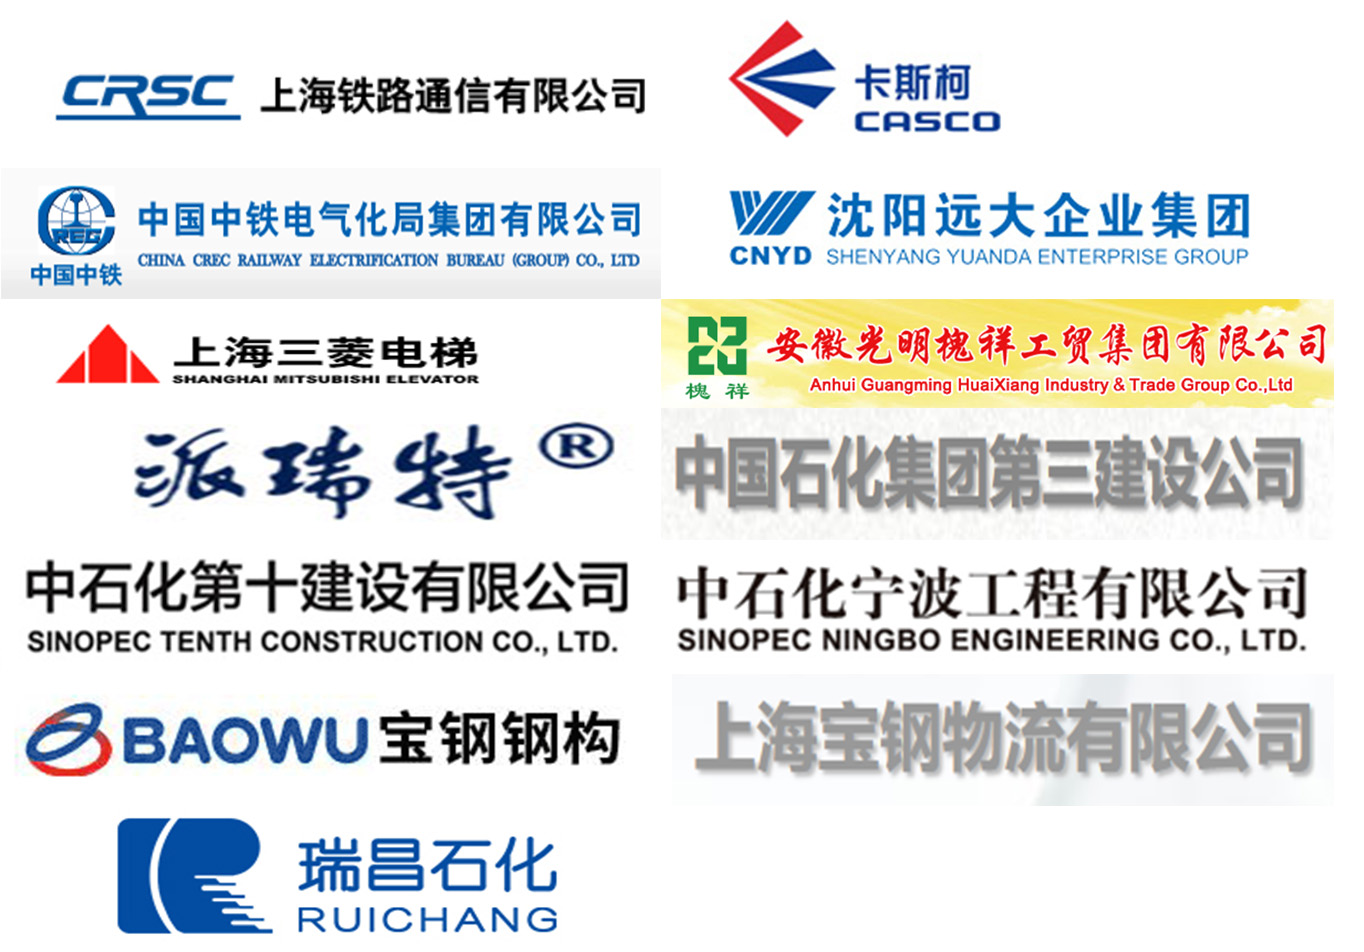 CRSC 上海铁路通信有限公司
卡斯柯
CASCO
CREC
中国中铁
中国中铁电气化局集团有限公司
CHINA CREC RAILWAY ELECTRIFICATION BUREAU (GROUP) CO., LTD
CNYD
沈阳远大企业集团
SHENYANG YUANDA ENTERPRISE GROUP
上海三菱电梯
SHANGHAI MITSUBISHI ELEVATOR
槐祥
安徽光明槐祥工贸集团有限公司
Anhui Guangming HuaiXiang Industry & Trade Group Co.,Ltd
派瑞特 ®
中国石化集团第三建设公司
中石化第十建设有限公司
SINOPEC TENTH CONSTRUCTION CO., LTD.
中石化宁波工程有限公司
SINOPEC NINGBO ENGINEERING CO., LTD.
BAOWU 宝钢钢构
上海宝钢物流有限公司
瑞昌石化
RUICHANG